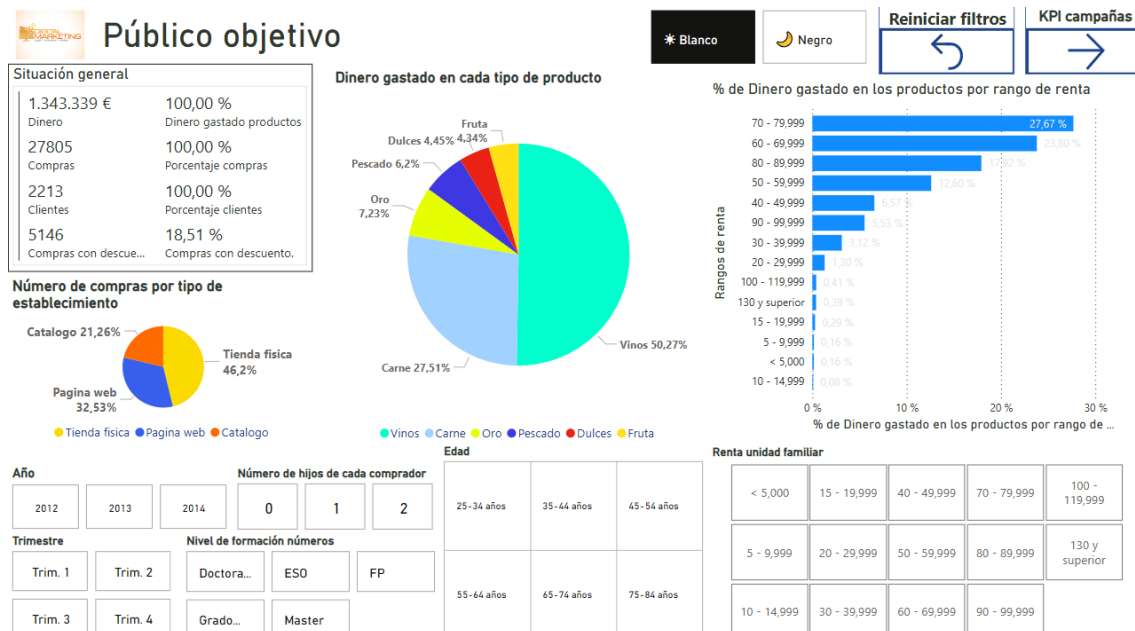 DIGITAL
MARKETING
Público objetivo
Blanco
Negro
Reiniciar filtros
KPI campañas
Situación general
1.343.339 €
100,00 %
Dinero
Dinero gastado productos
27805
100,00 %
Compras
Porcentaje compras
2213
100,00 %
Clientes
Porcentaje clientes
5146
18,51 %
Compras con descue...
Compras con descuento.
Número de compras por tipo de
establecimiento
Catalogo 21,26%
Tienda fisica
46,2%
Pagina web
32,53%
Tienda fisica Pagina web Catalogo
Dinero gastado en cada tipo de producto
Fruta
4,34%
Dulces 4,45%
Pescado 6,2%
Oro
7,23%
Carne 27,51%
Vinos 50,27%
Vinos Carne Oro Pescado Dulces Fruta
% de Dinero gastado en los productos por rango de renta
Rangos de renta
70 - 79,999 27,67 %
60 - 69,999 23,80 %
80 - 89,999 17,92 %
50 - 59,999 12,60 %
40 - 49,999 6,57 %
90 - 99,999 5,53 %
30 - 39,999 3,12 %
20 - 29,999 1,30 %
100 - 119,999 0,41 %
130 y superior 0,39 %
15 - 19,999 0,29 %
5 - 9,999 0,16 %
< 5,000 0,16 %
10 - 14,999 0,08 %
0 % 10 % 20 % 30 %
% de Dinero gastado en los productos por rango de ...
Año
2012 2013 2014
Número de hijos de cada comprador
0 1 2
Trimestre
Trim. 1 Trim. 2
Trim. 3 Trim. 4
Nivel de formación números
Doctora... ESO FP
Grado... Master
Edad
25-34 años 35-44 años 45-54 años
55-64 años 65-74 años 75-84 años
Renta unidad familiar
< 5,000 15 - 19,999 40 - 49,999 70 - 79,999 100 -
119,999
5 - 9,999 20 - 29,999 50 - 59,999 80 - 89,999 130 y
superior
10 - 14,999 30 - 39,999 60 - 69,999 90 - 99,999